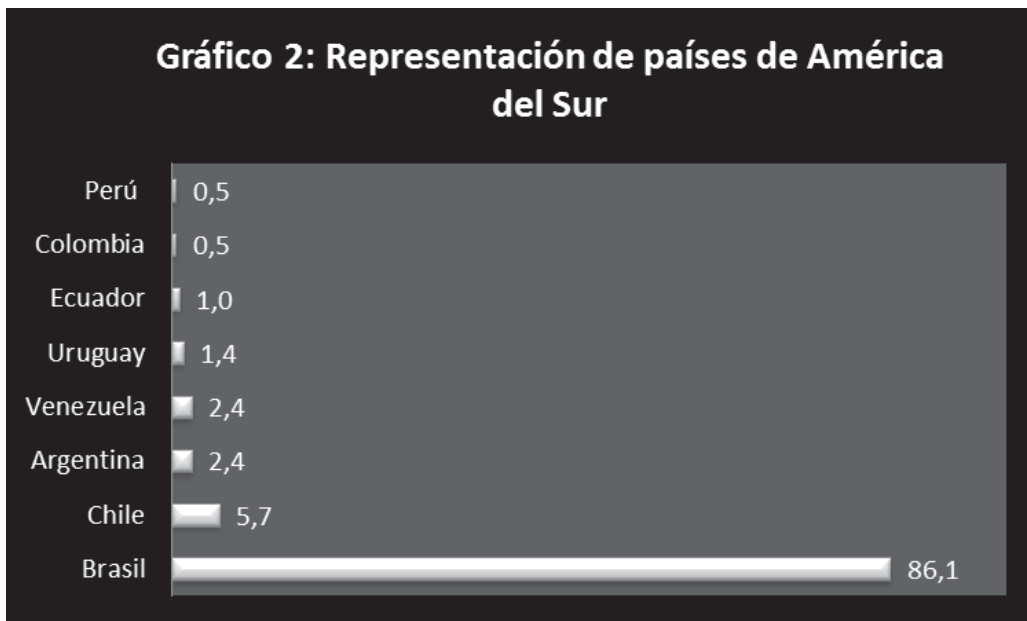 Gráfico 2: Representación de países de América
del Sur
Perú 0,5
Colombia 0,5
Ecuador 1,0
Uruguay 1,4
Venezuela 2,4
Argentina 2,4
Chile 5,7
Brasil 86,1